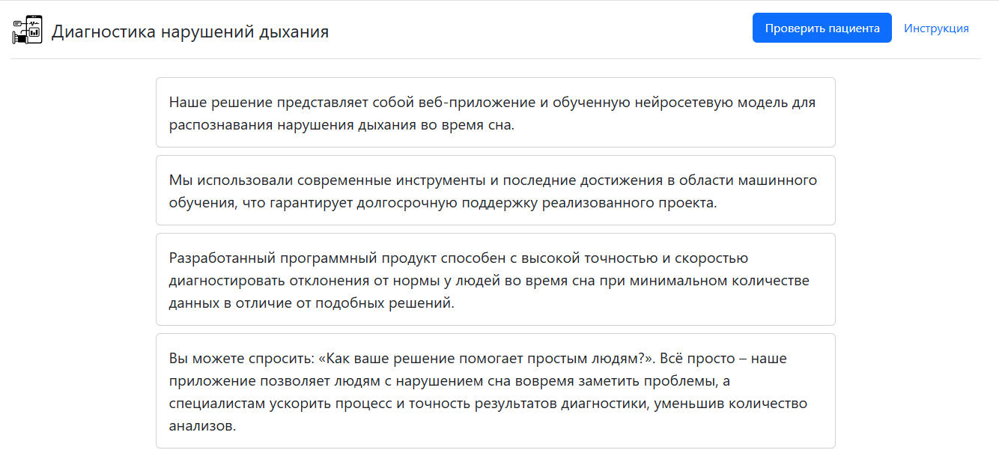 Диагностика нарушений дыхания
Проверить пациента
Инструкция
Наше решение представляет собой веб-приложение и обученную нейросетевую модель для
распознавания нарушения дыхания во время сна.
Мы использовали современные инструменты и последние достижения в области машинного
обучения, что гарантирует долгосрочную поддержку реализованного проекта.
Разработанный программный продукт способен с высокой точностью и скоростью
диагностировать отклонения от нормы у людей во время сна при минимальном количестве
данных в отличие от подобных решений.
Вы можете спросить: «Как ваше решение помогает простым людям?». Всё просто – наше
приложение позволяет людям с нарушением сна вовремя заметить проблемы, а
специалистам ускорить процесс и точность результатов диагностики, уменьшив количество
анализов.